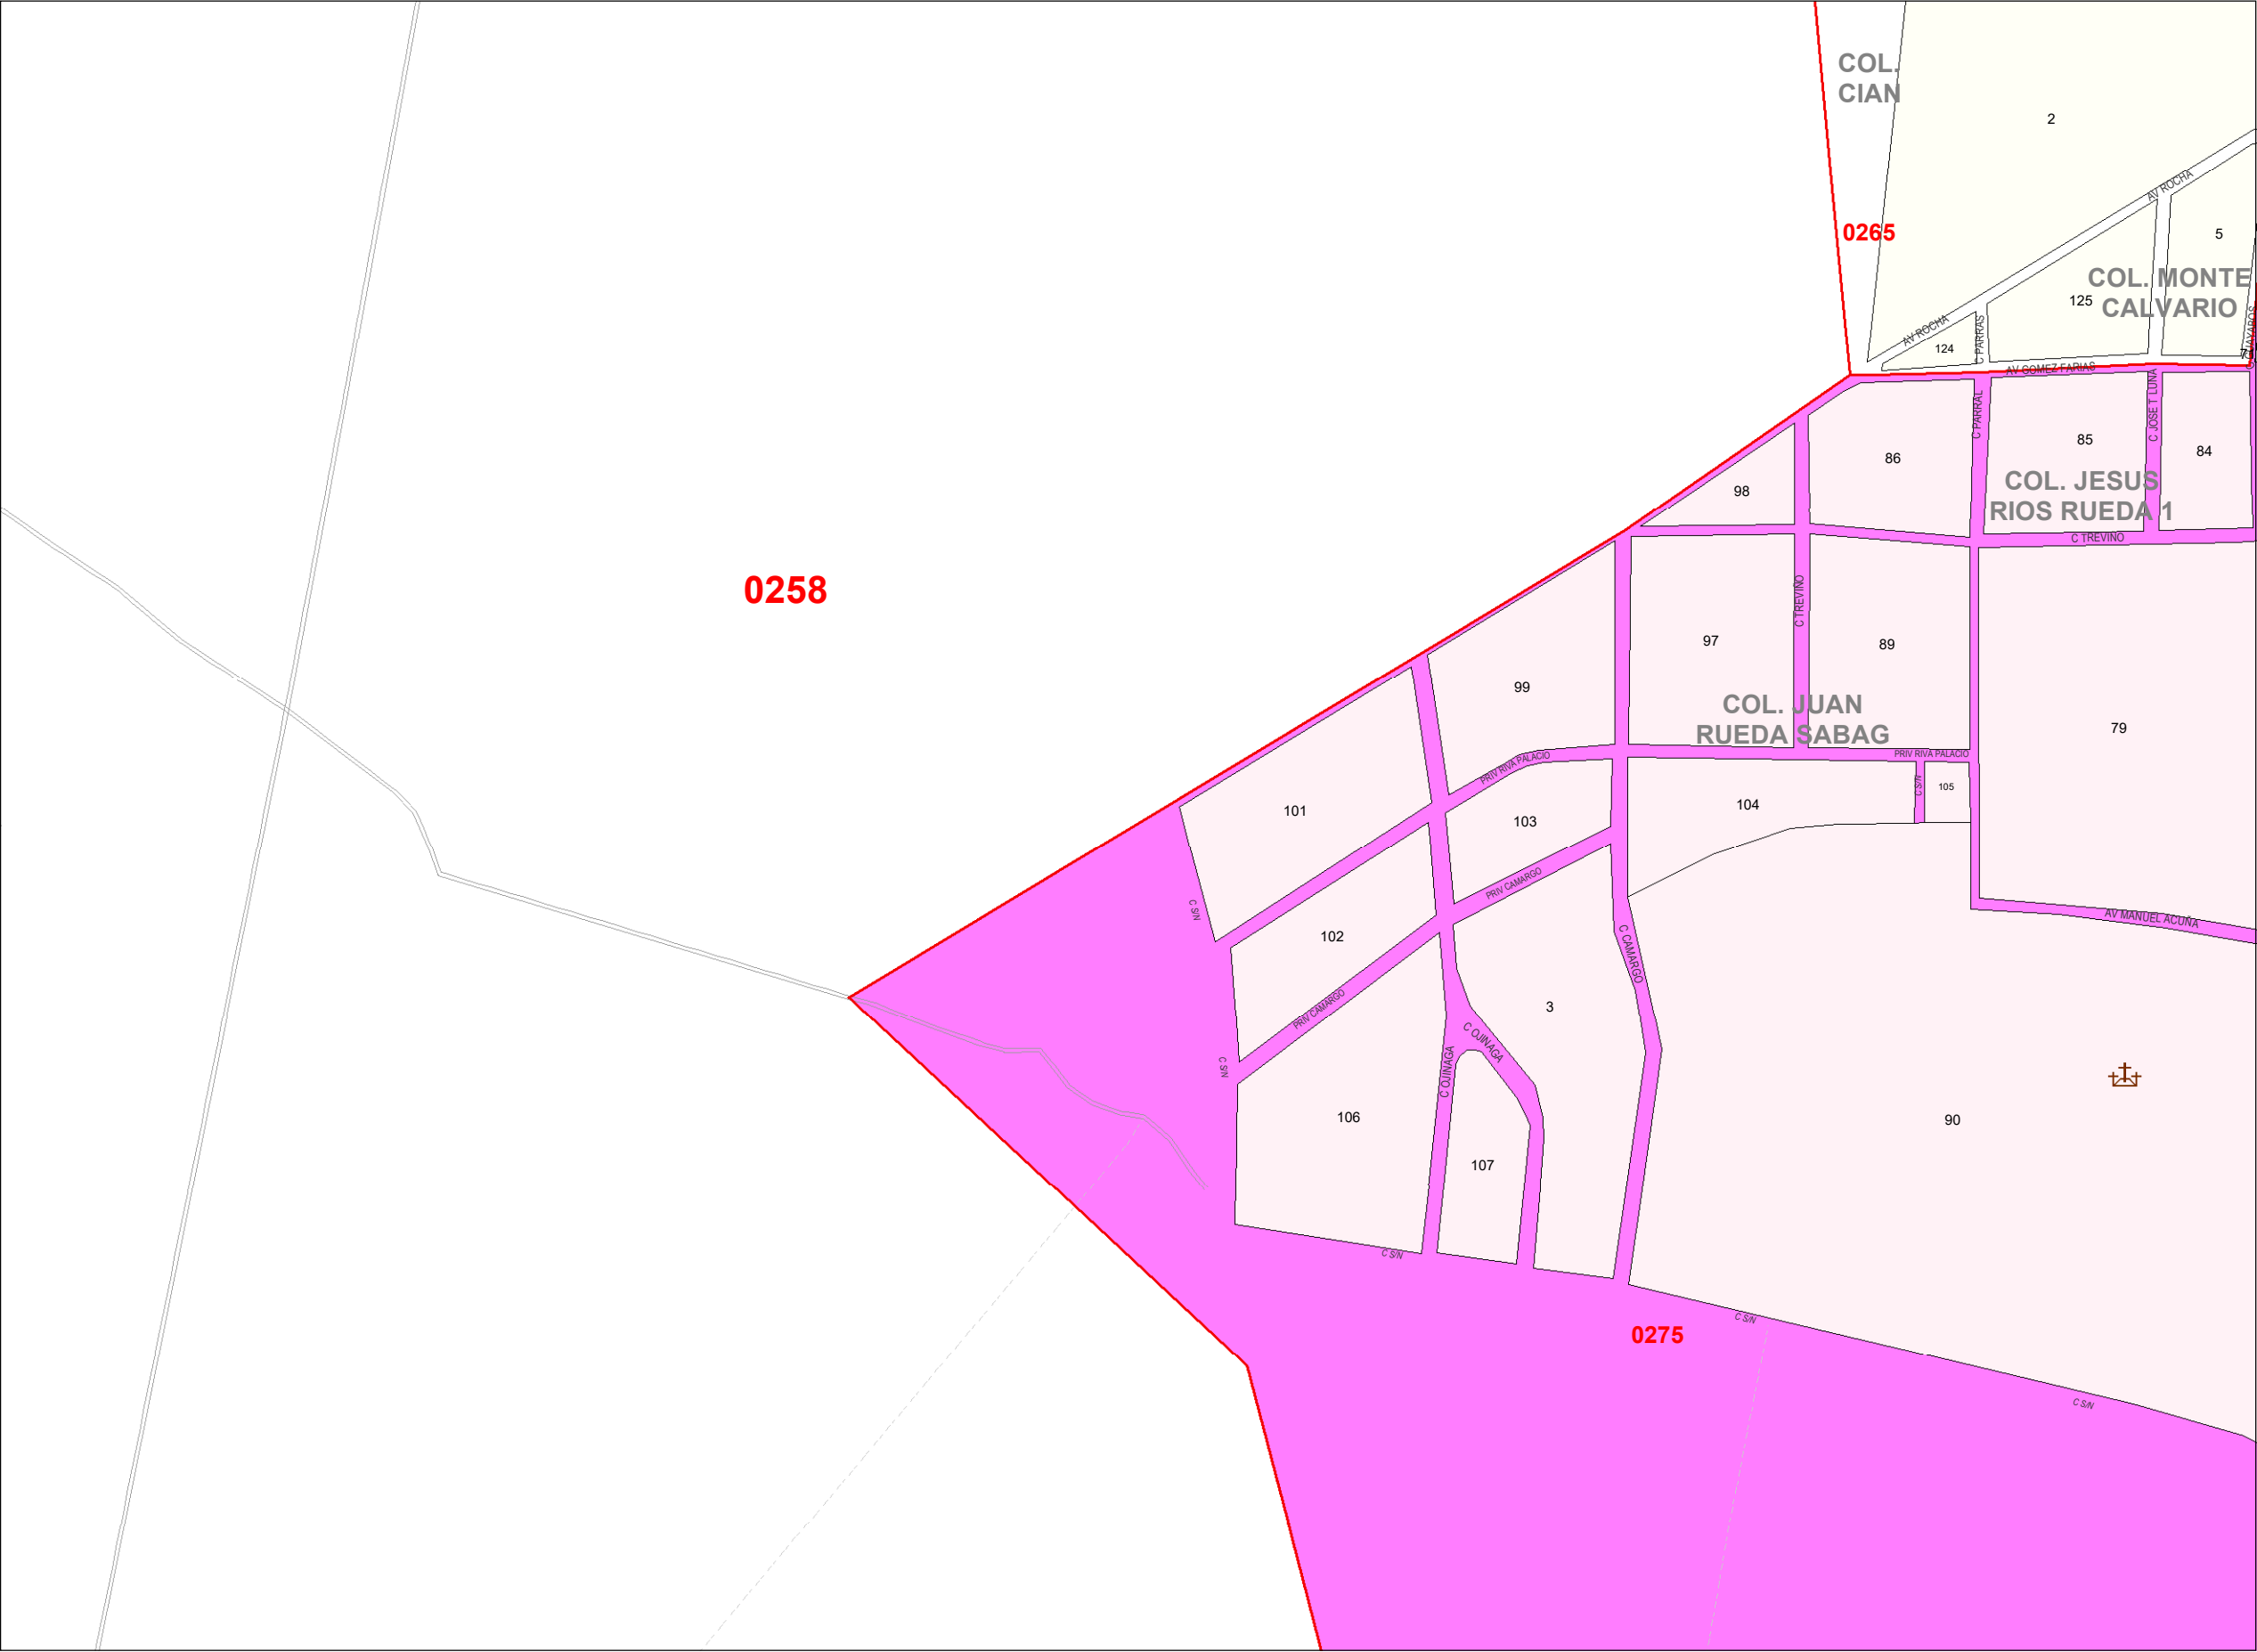 COL.
CIAN
2
AV ROCHA
0265
5
COL. MONTE
CALVARIO
125
AV ROCHA
C PARRAS
124
AV GOMEZ FARIAS
C PARRAL
C JOSE T LUNA
86
85
84
98
COL. JESUS
RIOS RUEDA 1
C TREVIÑO
0258
C TREVIÑO
97
89
99
COL. JUAN
RUEDA SABAG
79
PRIV RIVA PALACIO
PRIV RIVA PALACIO
C S/N
105
104
101
103
PRIV CAMARGO
C S/N
AV MANUEL ACUÑA
102
C CAMARGO
PRIV CAMARGO
3
C OJINAGA
C OJINAGA
C S/N
106
90
107
C S/N
C S/N
0275
C S/N